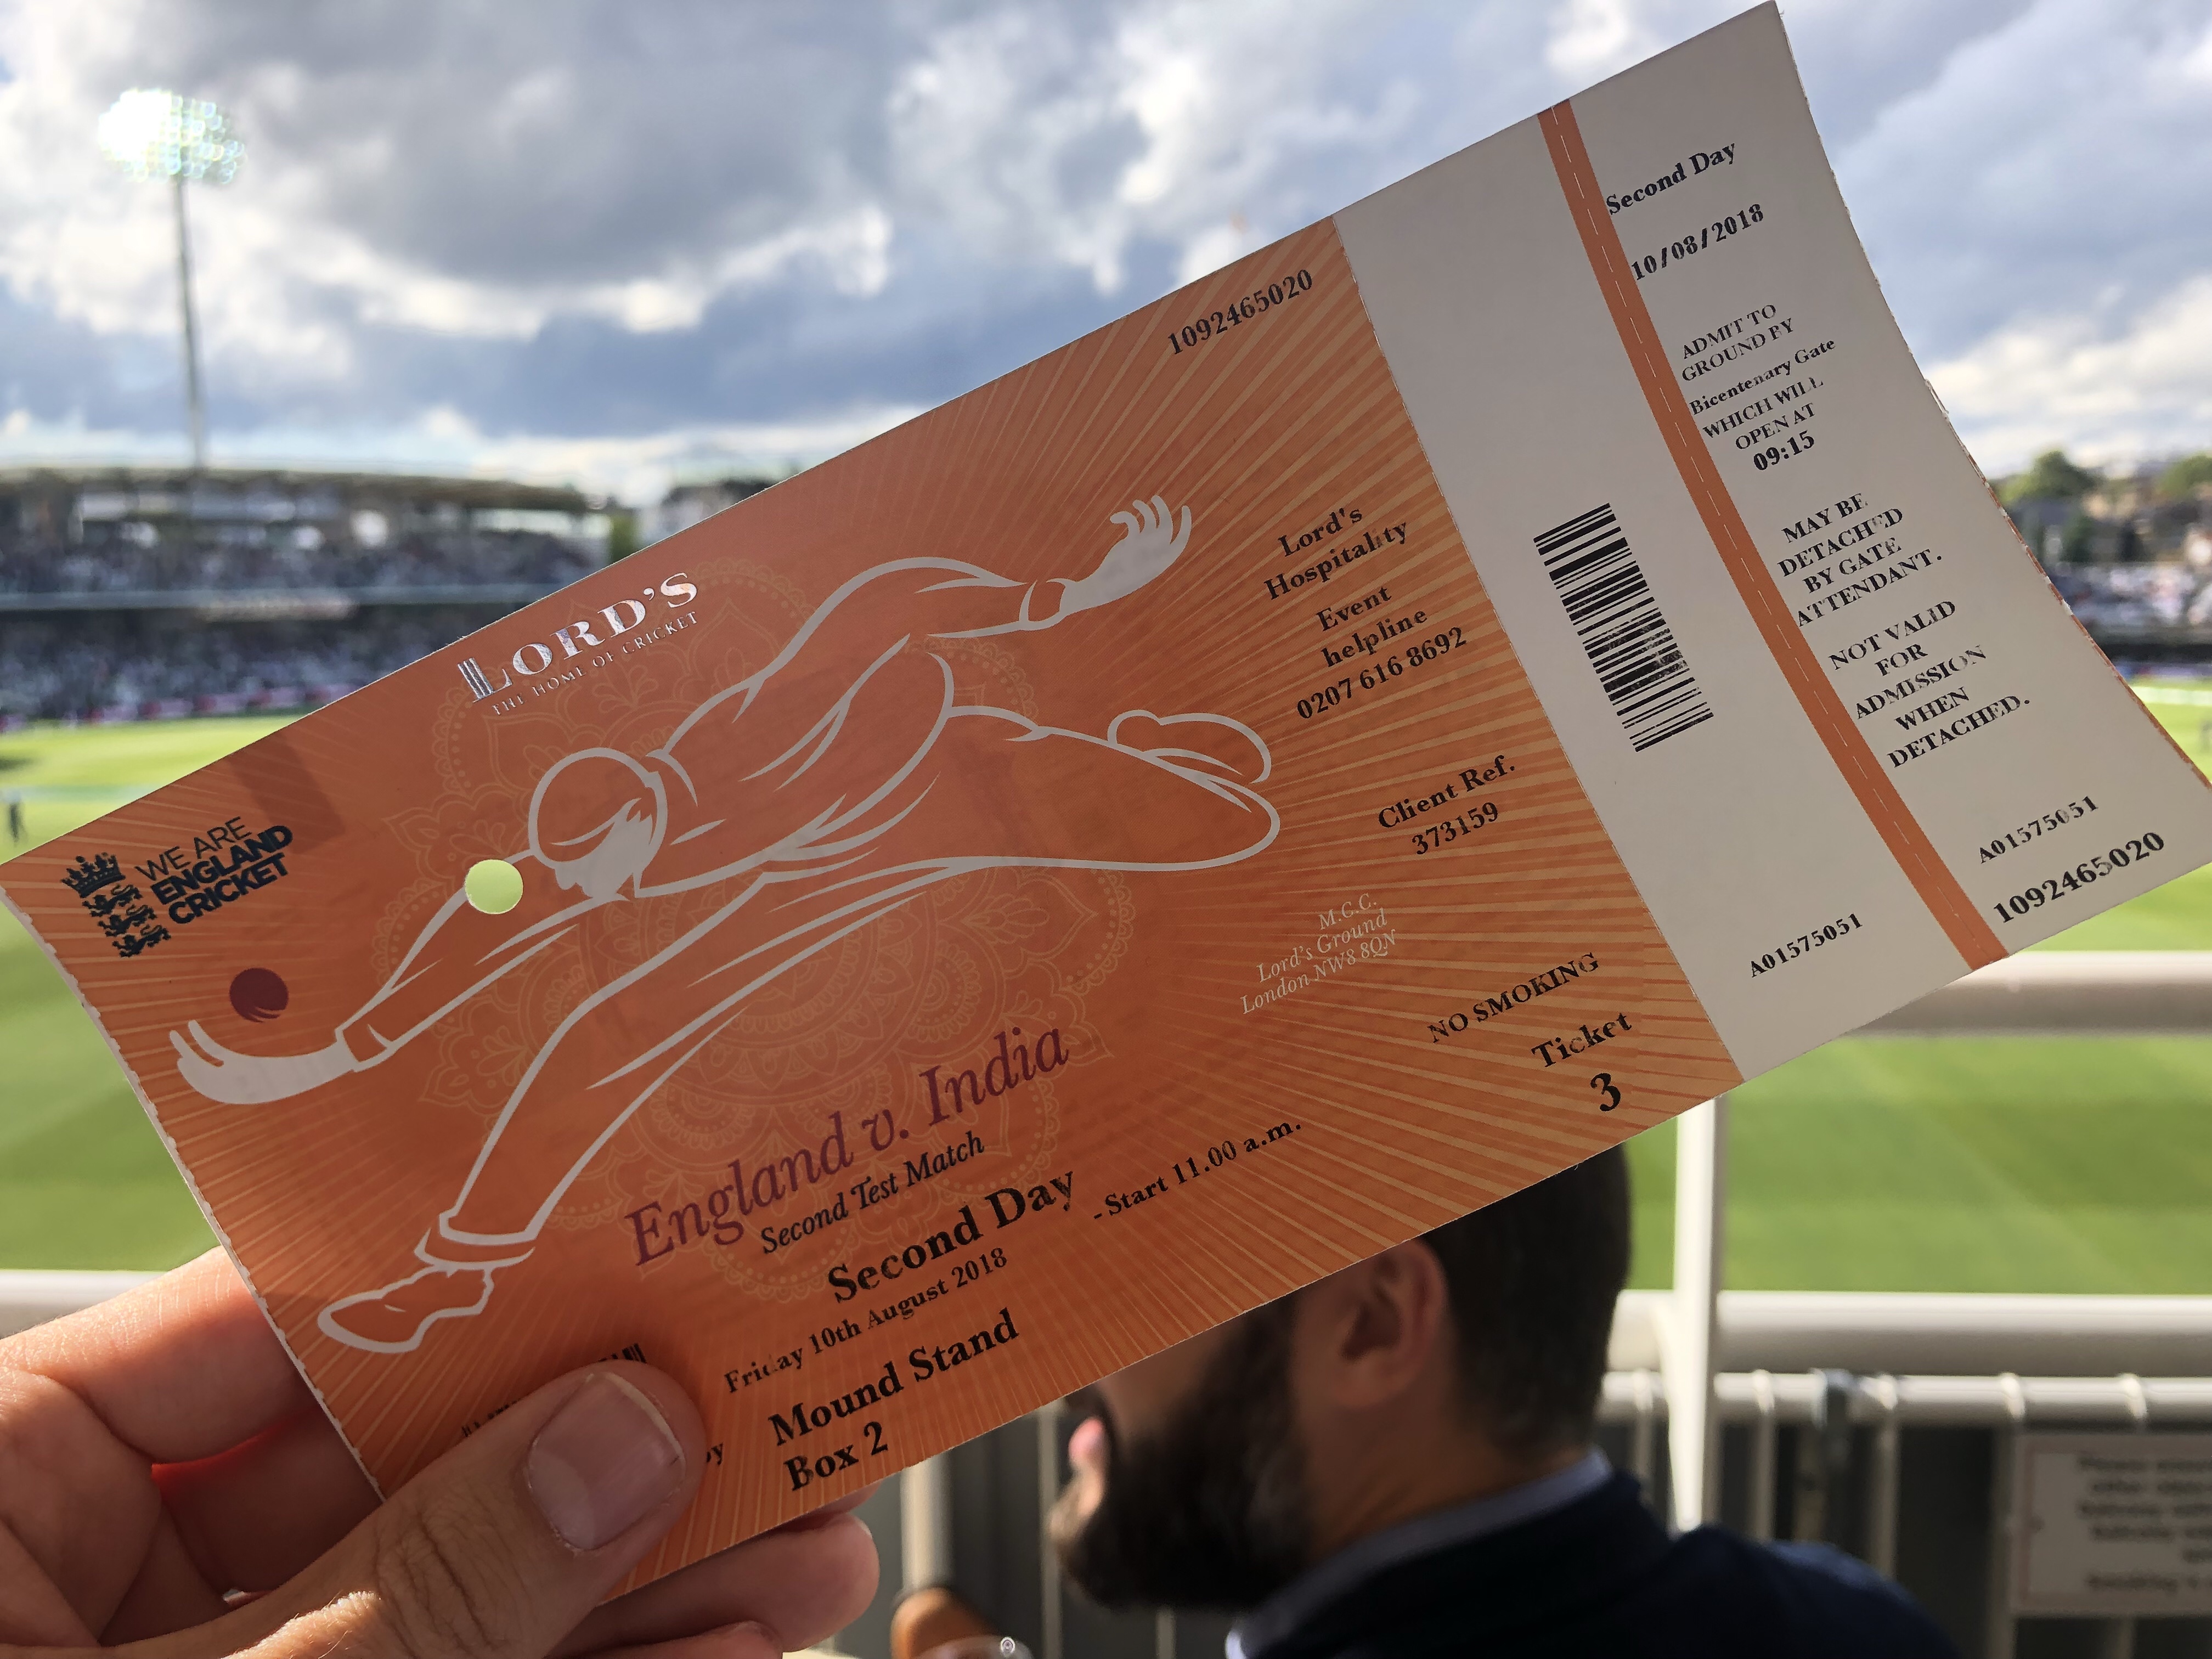 LORD'S
THE HOME OF CRICKET
WE ARE
ENGLAND
CRICKET
England v. India
Second Test Match
Second Day
- Start 11.00 a.m.
Friday 10th August 2018
Mound Stand
Box 2
1092465020
Lord's
Hospitality
Event
helpline
0207 616 8692
Client Ref.
373159
M.C.C.
Lord's Ground
London NW8 8QN
NO SMOKING
Ticket
3
A01575051
Second Day
10/08/2018
ADMIT TO
GROUND BY
Bicentenary Gate
WHICH WILL
OPEN AT
09:15
MAY BE
DETACHED
BY GATE
ATTENDANT.
NOT VALID
FOR
ADMISSION
WHEN
DETACHED.
A01575051
1092465020